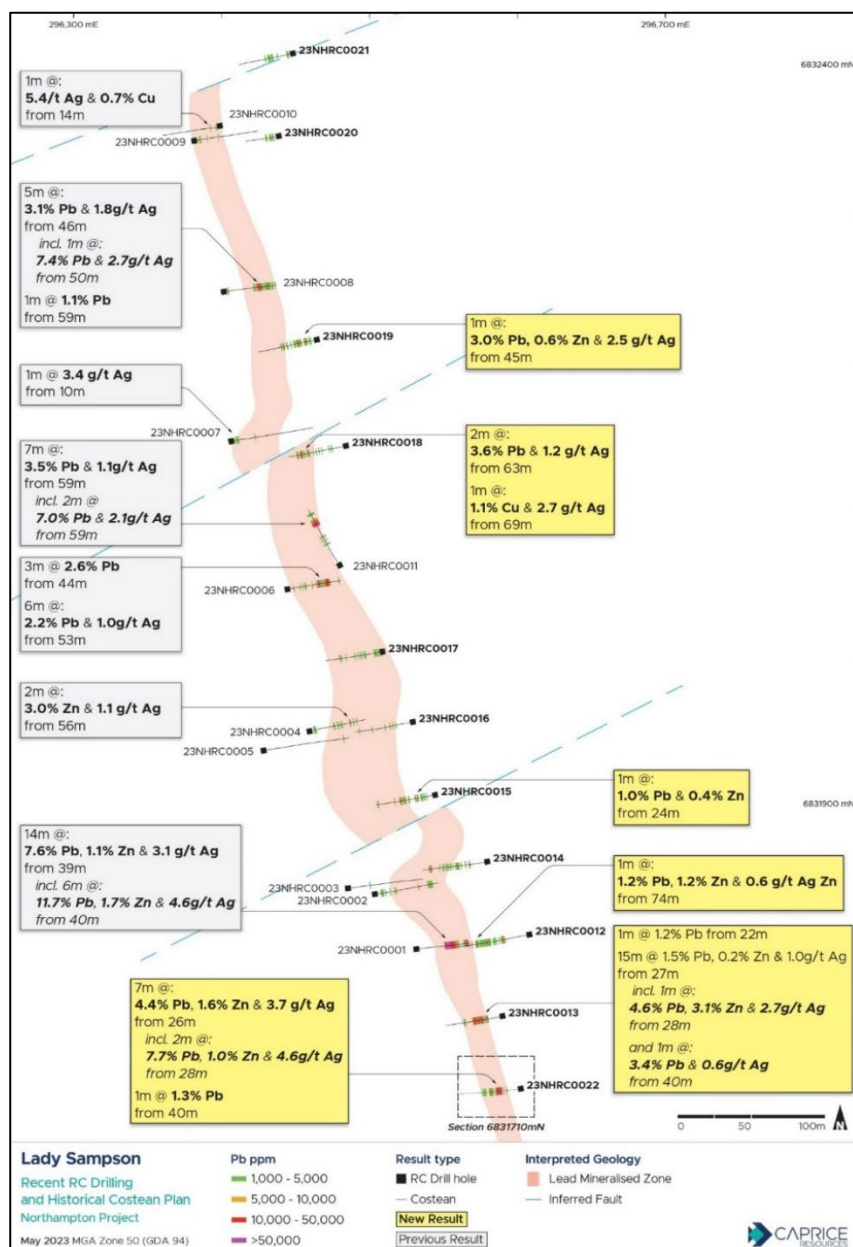 296,300 mE
296,700 mE
23NHRC0021
6832400 mN
1m @:
5.4/t Ag & 0.7% Cu
from 14m
23NHRC0010
23NHRC0009
23NHRC0020
5m @:
3.1% Pb & 1.8g/t Ag
from 46m
incl. 1m @:
7.4% Pb & 2.7g/t Ag
from 50m
1m @ 1.1% Pb
from 59m
23NHRC0008
23NHRC0019
1m @:
3.0% Pb, 0.6% Zn & 2.5 g/t Ag
from 45m
1m @ 3.4 g/t Ag
from 10m
23NHRC0007
23NHRC0018
2m @:
3.6% Pb & 1.2 g/t Ag
from 63m
1m @:
1.1% Cu & 2.7 g/t Ag
from 69m
7m @:
3.5% Pb & 1.1g/t Ag
from 59m
incl. 2m @
7.0% Pb & 2.1g/t Ag
from 59m
23NHRC0011
3m @ 2.6% Pb
from 44m
6m @:
2.2% Pb & 1.0g/t Ag
from 53m
23NHRC0006
23NHRC0017
2m @:
3.0% Zn & 1.1 g/t Ag
from 56m
23NHRC0004
23NHRC0016
23NHRC0005
23NHRC0015
1m @:
1.0% Pb & 0.4% Zn
from 24m
6831900 mN
14m @:
7.6% Pb, 1.1% Zn & 3.1 g/t Ag
from 39m
incl. 6m @:
11.7% Pb, 1.7% Zn & 4.6g/t Ag
from 40m
23NHRC0014
23NHRC0003
23NHRC0002
1m @:
1.2% Pb, 1.2% Zn & 0.6 g/t Ag Zn
from 74m
23NHRC0012
23NHRC0001
1m @ 1.2% Pb from 22m
15m @ 1.5% Pb, 0.2% Zn & 1.0g/t Ag
from 27m
incl. 1m @:
4.6% Pb, 3.1% Zn & 2.7g/t Ag
from 28m
and 1m @:
3.4% Pb & 0.6g/t Ag
from 40m
7m @:
4.4% Pb, 1.6% Zn & 3.7 g/t Ag
from 26m
incl. 2m @:
7.7% Pb, 1.0% Zn & 4.6g/t Ag
from 28m
1m @ 1.3% Pb
from 40m
23NHRC0013
23NHRC0022
Section 6831710mN
0 50 100m
N
Lady Sampson
Recent RC Drilling
and Historical Costean Plan
Northampton Project
May 2023 MGA Zone 50 (GDA 94)
Pb ppm
1,000 - 5,000
5,000 - 10,000
10,000 - 50,000
>50,000
Result type
RC Drill hole
Costean
New Result
Previous Result
Interpreted Geology
Lead Mineralised Zone
Inferred Fault
CAPRICE
RESOURCES